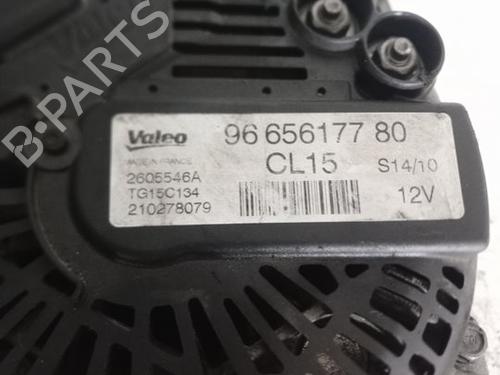 Valeo
MADE IN FRANCE
2605546A
TG15C134
210278079
96 656177 80
CL15
S14/10
12V
B-PARTS